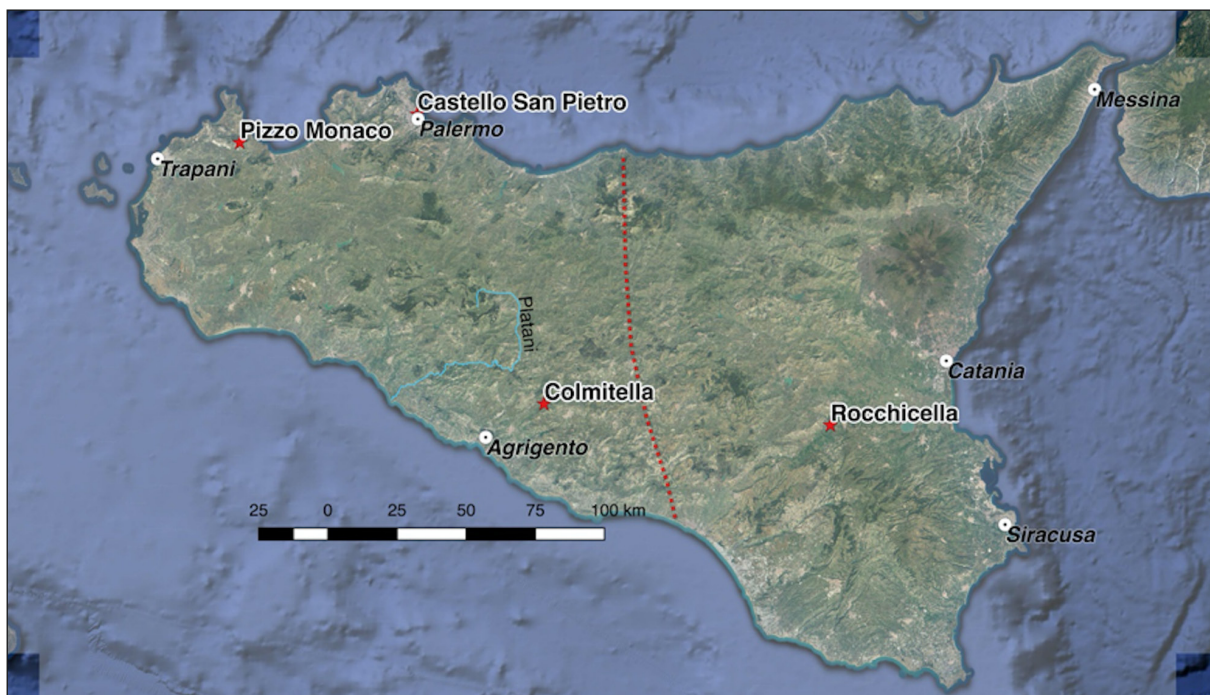 Castello San Pietro
Palermo
Pizzo Monaco
Trapani
Messina
Platani
Colmitella
Catania
Rocchicella
Agrigento
25 0 25 50 75 100 km
Siracusa